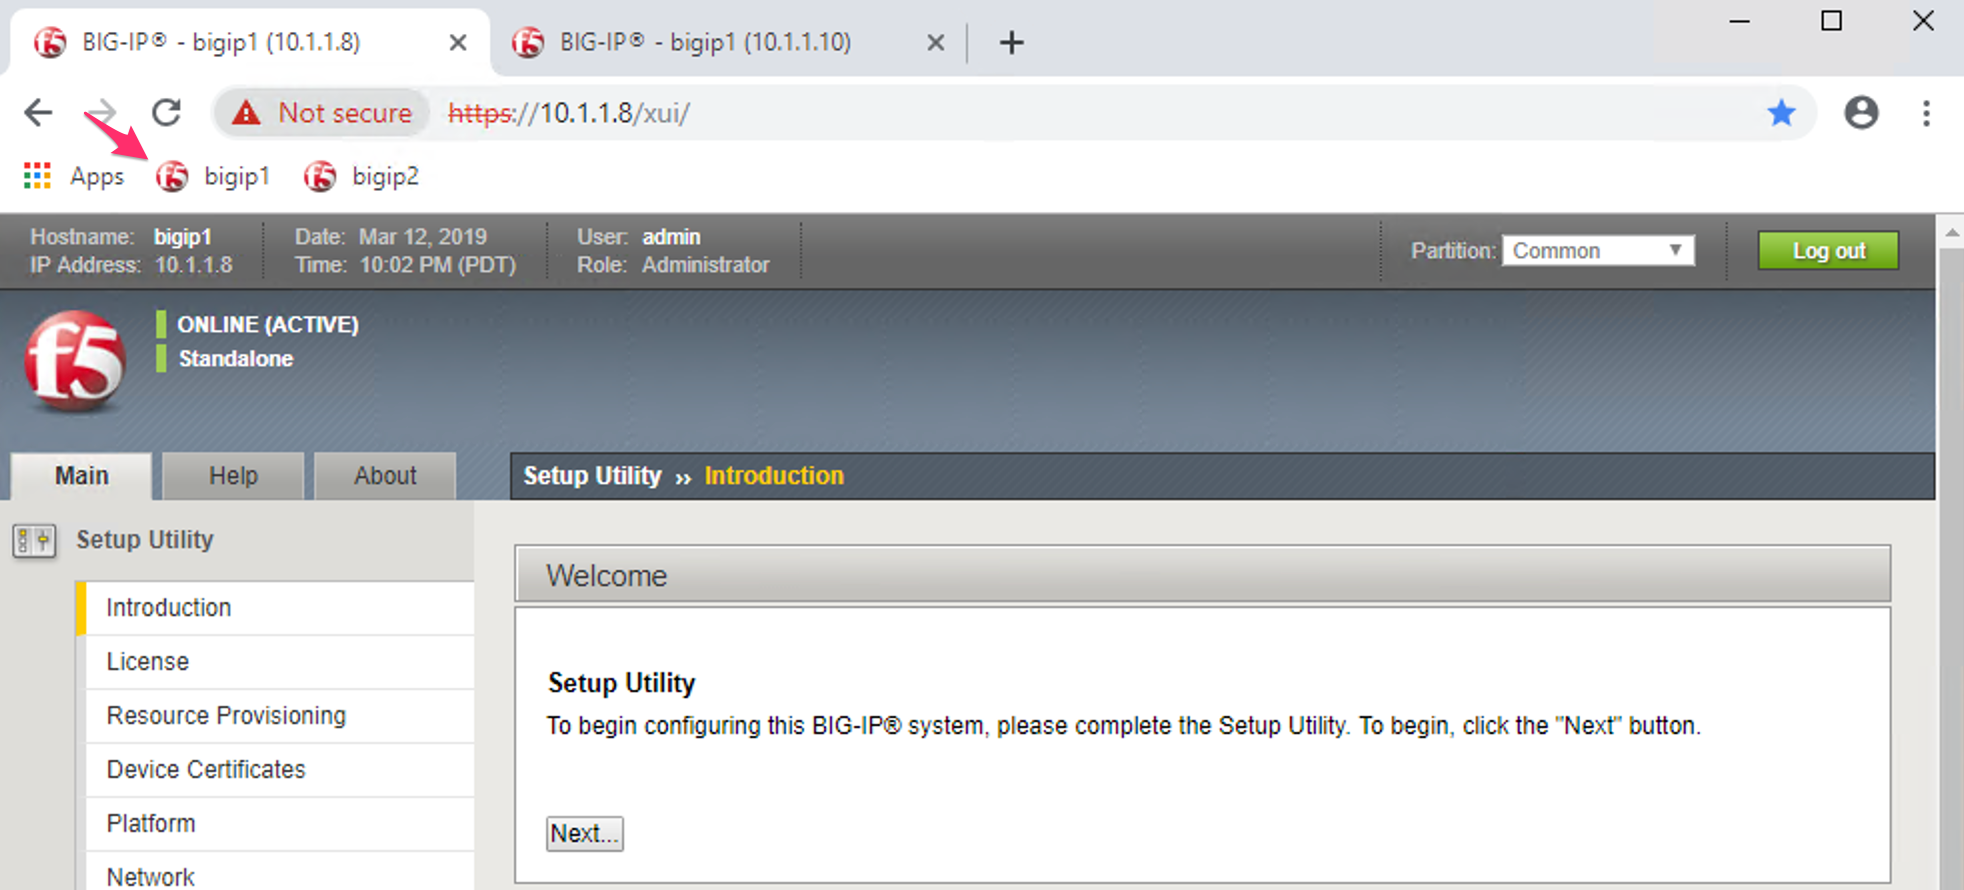 BIG-IP® - bigip1 (10.1.1.8)
BIG-IP® - bigip1 (10.1.1.10)
Not secure
https://10.1.1.8/xui/
Apps
bigip1
bigip2
Hostname: bigip1
IP Address: 10.1.1.8
Date: Mar 12, 2019
Time: 10:02 PM (PDT)
User: admin
Role: Administrator
Partition: Common
Log out
f5
ONLINE (ACTIVE)
Standalone
Main
Help
About
Setup Utility ›› Introduction
Setup Utility
Introduction
License
Resource Provisioning
Device Certificates
Platform
Network
Welcome
Setup Utility
To begin configuring this BIG-IP® system, please complete the Setup Utility. To begin, click the "Next" button.
Next...